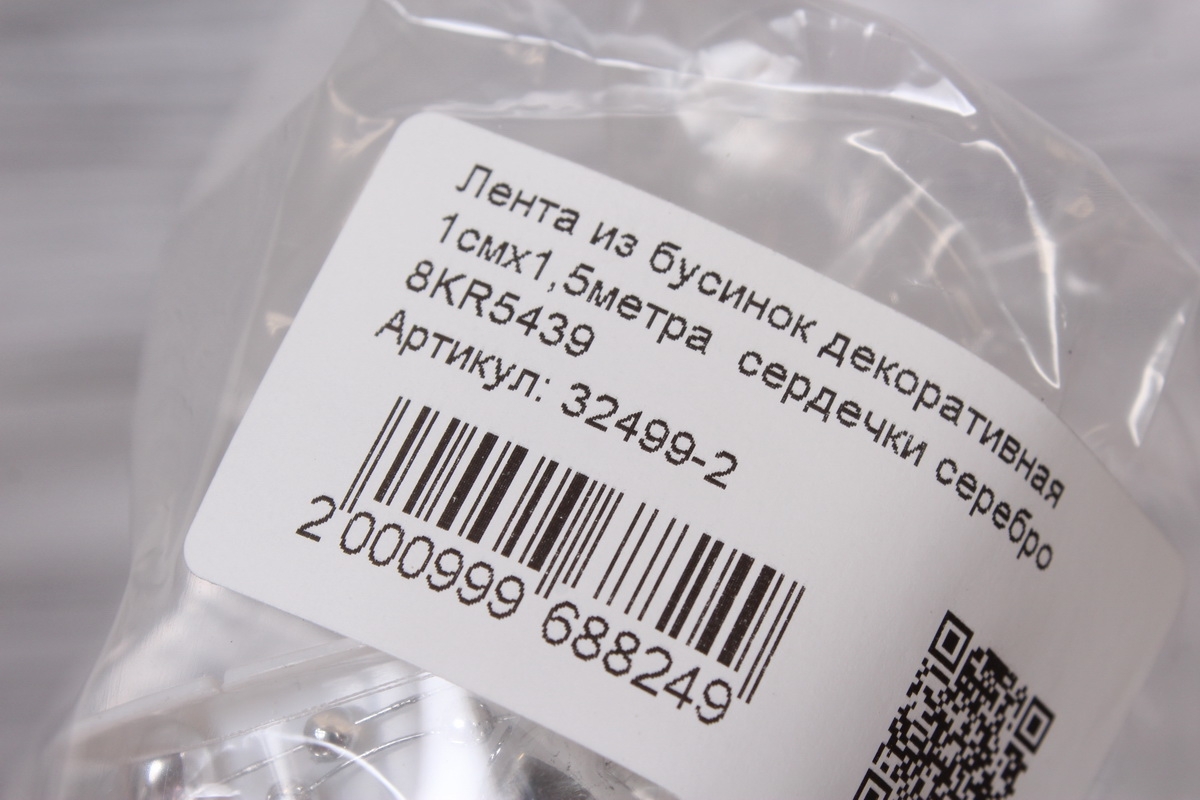 Лента из бусинок декоративная
1смх1,5метра сердечки серебро
8KR5439
Артикул: 32499-2
2 000999 688249